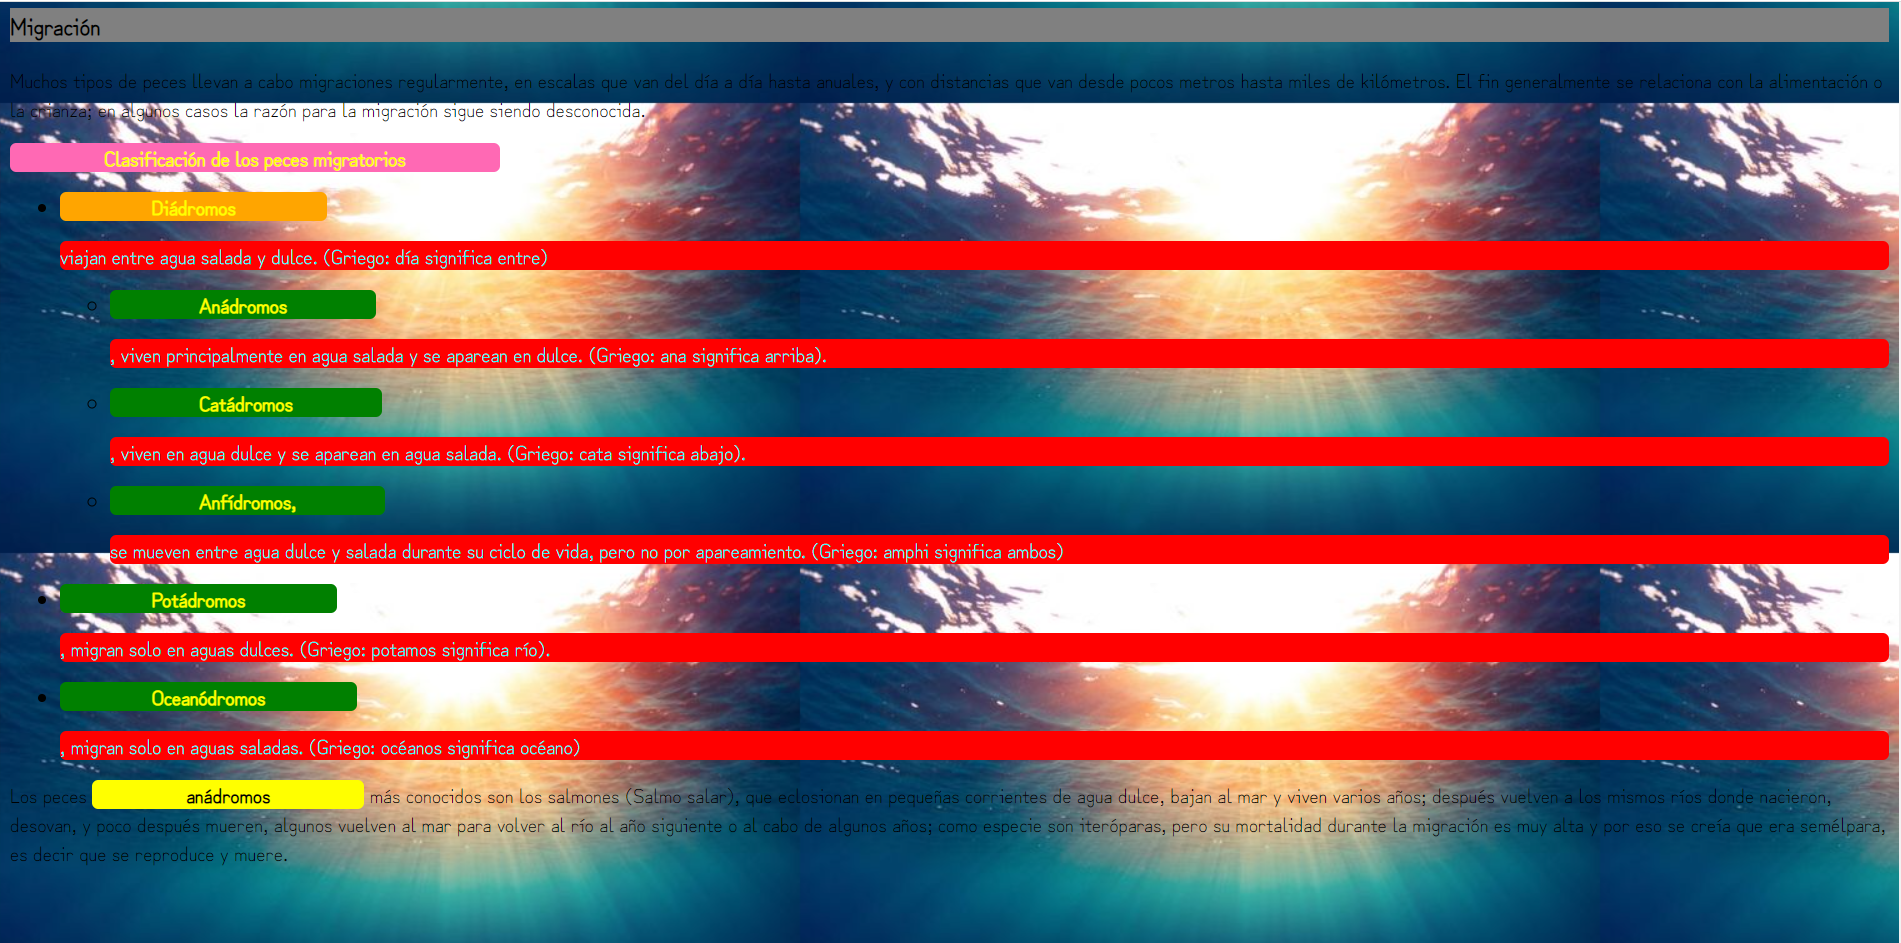 Migración
Muchos tipos de peces llevan a cabo migraciones regularmente, en escalas que van del día a día hasta anuales, y con distancias que van desde pocos metros hasta miles de kilómetros. El fin generalmente se relaciona con la alimentación o
la crianza; en algunos casos la razón para la migración sigue siendo desconocida.
Clasificación de los peces migratorios
Diádromos
viajan entre agua salada y dulce. (Griego: día significa entre)
Anádromos
, viven principalmente en agua salada y se aparean en dulce. (Griego: ana significa arriba).
Catádromos
, viven en agua dulce y se aparean en agua salada. (Griego: cata significa abajo).
Anfídromos,
se mueven entre agua dulce y salada durante su ciclo de vida, pero no por apareamiento. (Griego: amphi significa ambos)
Potádromos
, migran solo en aguas dulces. (Griego: potamos significa río).
Oceanódromos
, migran solo en aguas saladas. (Griego: océanos significa océano)
Los peces anádromos más conocidos son los salmones (Salmo salar), que eclosionan en pequeñas corrientes de agua dulce, bajan al mar y viven varios años; después vuelven a los mismos ríos donde nacieron,
desovan, y poco después mueren, algunos vuelven al mar para volver al río al año siguiente o al cabo de algunos años; como especie son iteróparas, pero su mortalidad durante la migración es muy alta y por eso se creía que era semélpara,
es decir que se reproduce y muere.